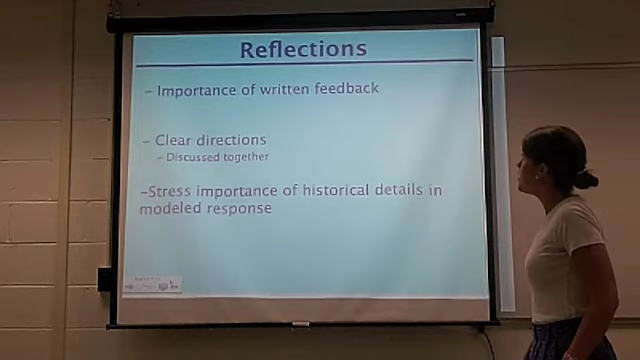 Reflections
- Importance of written feedback
- Clear directions
- Discussed together
-Stress importance of historical details in
modeled response